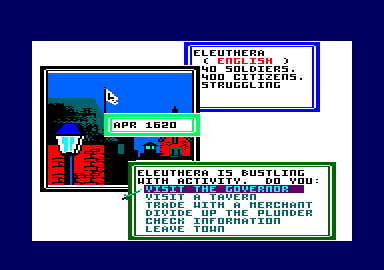 ELEUTHERA
( ENGLISH )
40 SOLDIERS.
400 CITIZENS.
STRUGGLING
APR 1620
ELEUTHERA IS BUSTLING
WITH ACTIVITY. DO YOU:
VISIT THE GOVERNOR
VISIT A TAVERN
TRADE WITH A MERCHANT
DIVIDE UP THE PLUNDER
CHECK INFORMATION
LEAVE TOWN